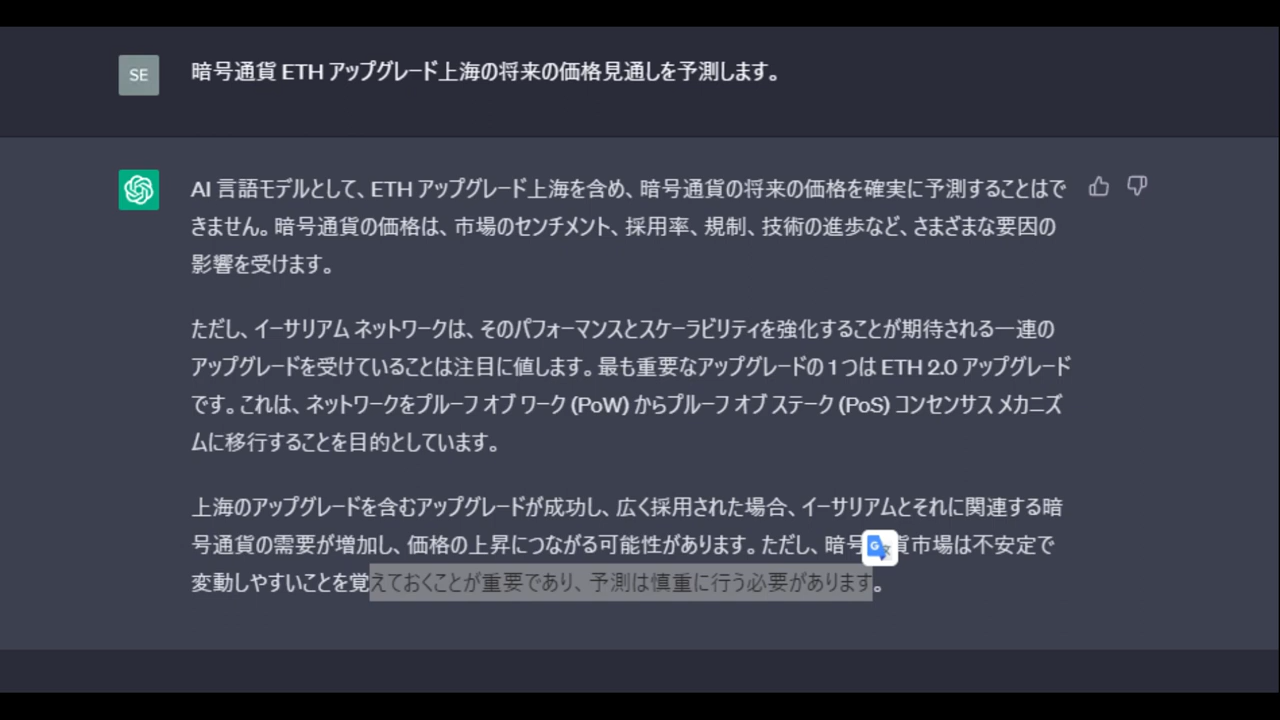 SE
暗号通貨 ETH アップグレード上海の将来の価格見通しを予測します。
AI 言語モデルとして、ETH アップグレード上海を含め、暗号通貨の将来の価格を確実に予測することはで
きません。暗号通貨の価格は、市場のセンチメント、採用率、規制、技術の進歩など、さまざまな要因の
影響を受けます。
ただし、イーサリアム ネットワークは、そのパフォーマンスとスケーラビリティを強化することが期待される一連の
アップグレードを受けていることは注目に値します。最も重要なアップグレードの 1 つは ETH 2.0 アップグレード
です。これは、ネットワークをプルーフ オブ ワーク (PoW) からプルーフ オブ ステーク (PoS) コンセンサス メカニズ
ムに移行することを目的としています。
上海のアップグレードを含むアップグレードが成功し、広く採用された場合、イーサリアムとそれに関連する暗
号通貨の需要が増加し、価格の上昇につながる可能性があります。ただし、暗号 G 貨市場は不安定で
変動しやすいことを覚えておくことが重要であり、予測は慎重に行う必要があります。